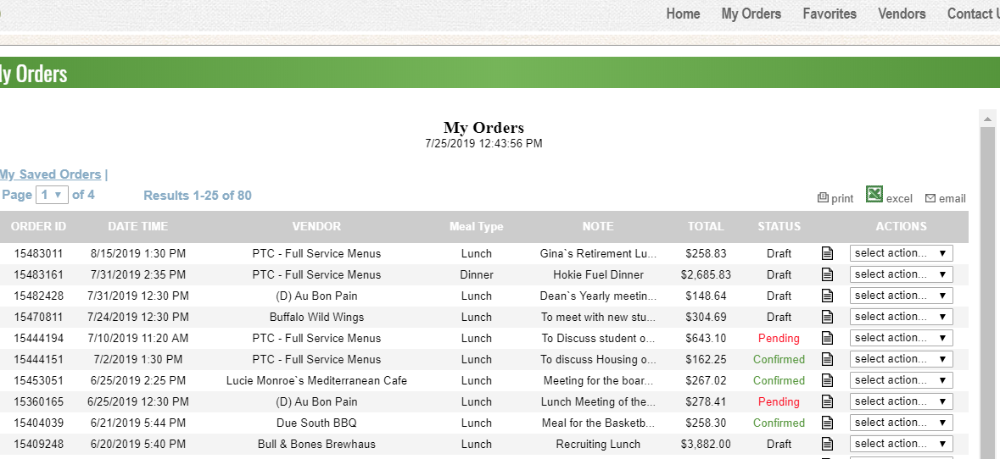 Home My Orders Favorites Vendors Contact
My Orders
My Orders
7/25/2019 12:43:56 PM
My Saved Orders |
Page 1 ▼ of 4 Results 1-25 of 80
print excel email
ORDER ID DATE TIME VENDOR Meal Type NOTE TOTAL STATUS ACTIONS
15483011 8/15/2019 1:30 PM PTC - Full Service Menus Lunch Gina`s Retirement Lu... $258.83 Draft select action... ▼
15483161 7/31/2019 2:35 PM PTC - Full Service Menus Dinner Hokie Fuel Dinner $2,685.83 Draft select action... ▼
15482428 7/31/2019 12:30 PM (D) Au Bon Pain Lunch Dean`s Yearly meetin... $148.64 Draft select action... ▼
15470811 7/24/2019 12:30 PM Buffalo Wild Wings Lunch To meet with new stu... $304.69 Draft select action... ▼
15444194 7/10/2019 11:20 AM PTC - Full Service Menus Lunch To Discuss student o... $643.10 Pending select action... ▼
15444151 7/2/2019 1:30 PM PTC - Full Service Menus Lunch To discuss Housing o... $162.25 Confirmed select action... ▼
15453051 6/25/2019 2:25 PM Lucie Monroe`s Mediterranean Cafe Lunch Meeting for the boar... $267.02 Confirmed select action... ▼
15360165 6/25/2019 12:30 PM (D) Au Bon Pain Lunch Lunch Meeting of the... $278.41 Pending select action... ▼
15404039 6/21/2019 5:44 PM Due South BBQ Lunch Meal for the Basketb... $258.30 Confirmed select action... ▼
15409248 6/20/2019 5:40 PM Bull & Bones Brewhaus Lunch Recruiting Lunch $3,882.00 Draft select action... ▼